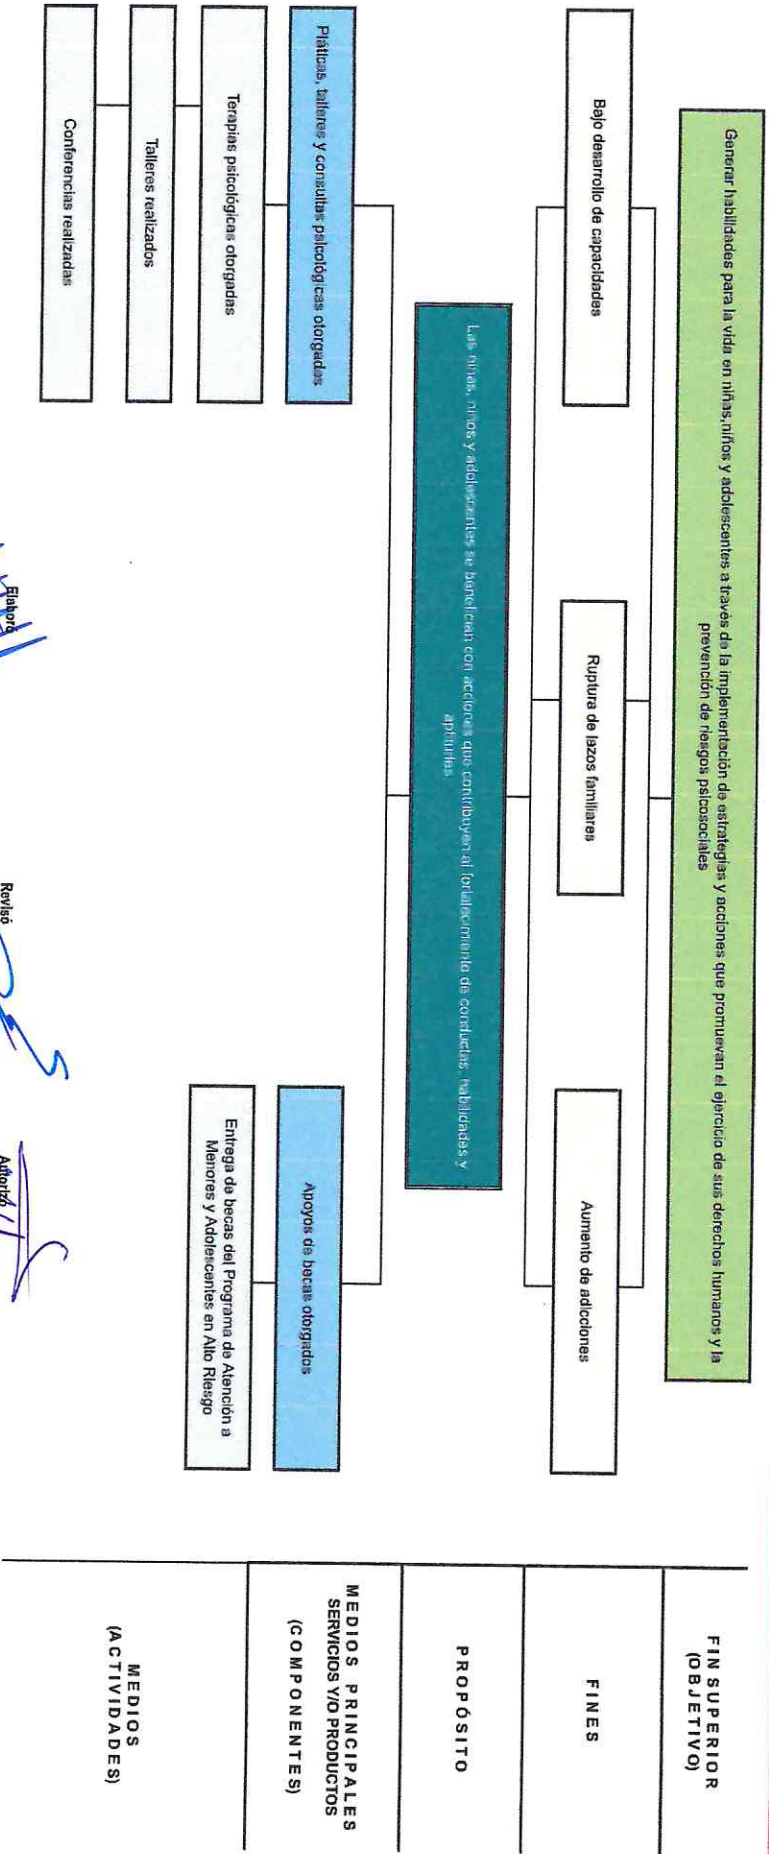 Generar habilidades para la vida en niñas,niños y adolescentes a través de la implementación de estrategias y acciones que promuevan el ejercicio de sus derechos humanos y la
prevención de riesgos psicosociales
FIN SUPERIOR
(OBJETIVO)
Bajo desarrollo de capacidades
Ruptura de lazos familiares
Aumento de adicciones
FINES
Las niñas, niños y adolescentes se benefician con acciones que contribuyen al fortalecimiento de conductas, habilidades y
aptitudes
PROPÓSITO
Pláticas, talleres y consultas psicológicas otorgadas
Apoyos de becas otorgados
MEDIOS PRINCIPALES
SERVICIOS Y/O PRODUCTOS
(COMPONENTES)
Terapias psicológicas otorgadas
Entrega de becas del Programa de Atención a
Menores y Adolescentes en Alto Riesgo
Talleres realizados
Conferencias realizadas
MEDIOS
(ACTIVIDADES)
Elaboró
Revisó
Autorizó